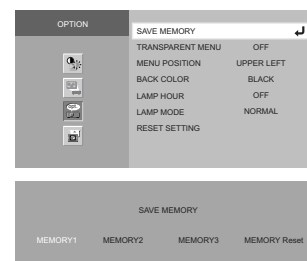 OPTION
SAVE MEMORY
TRANSPARENT MENU OFF
MENU POSITION UPPER LEFT
BACK COLOR BLACK
LAMP HOUR OFF
LAMP MODE NORMAL
RESET SETTING
SAVE MEMORY
MEMORY1 MEMORY2 MEMORY3 MEMORY Reset